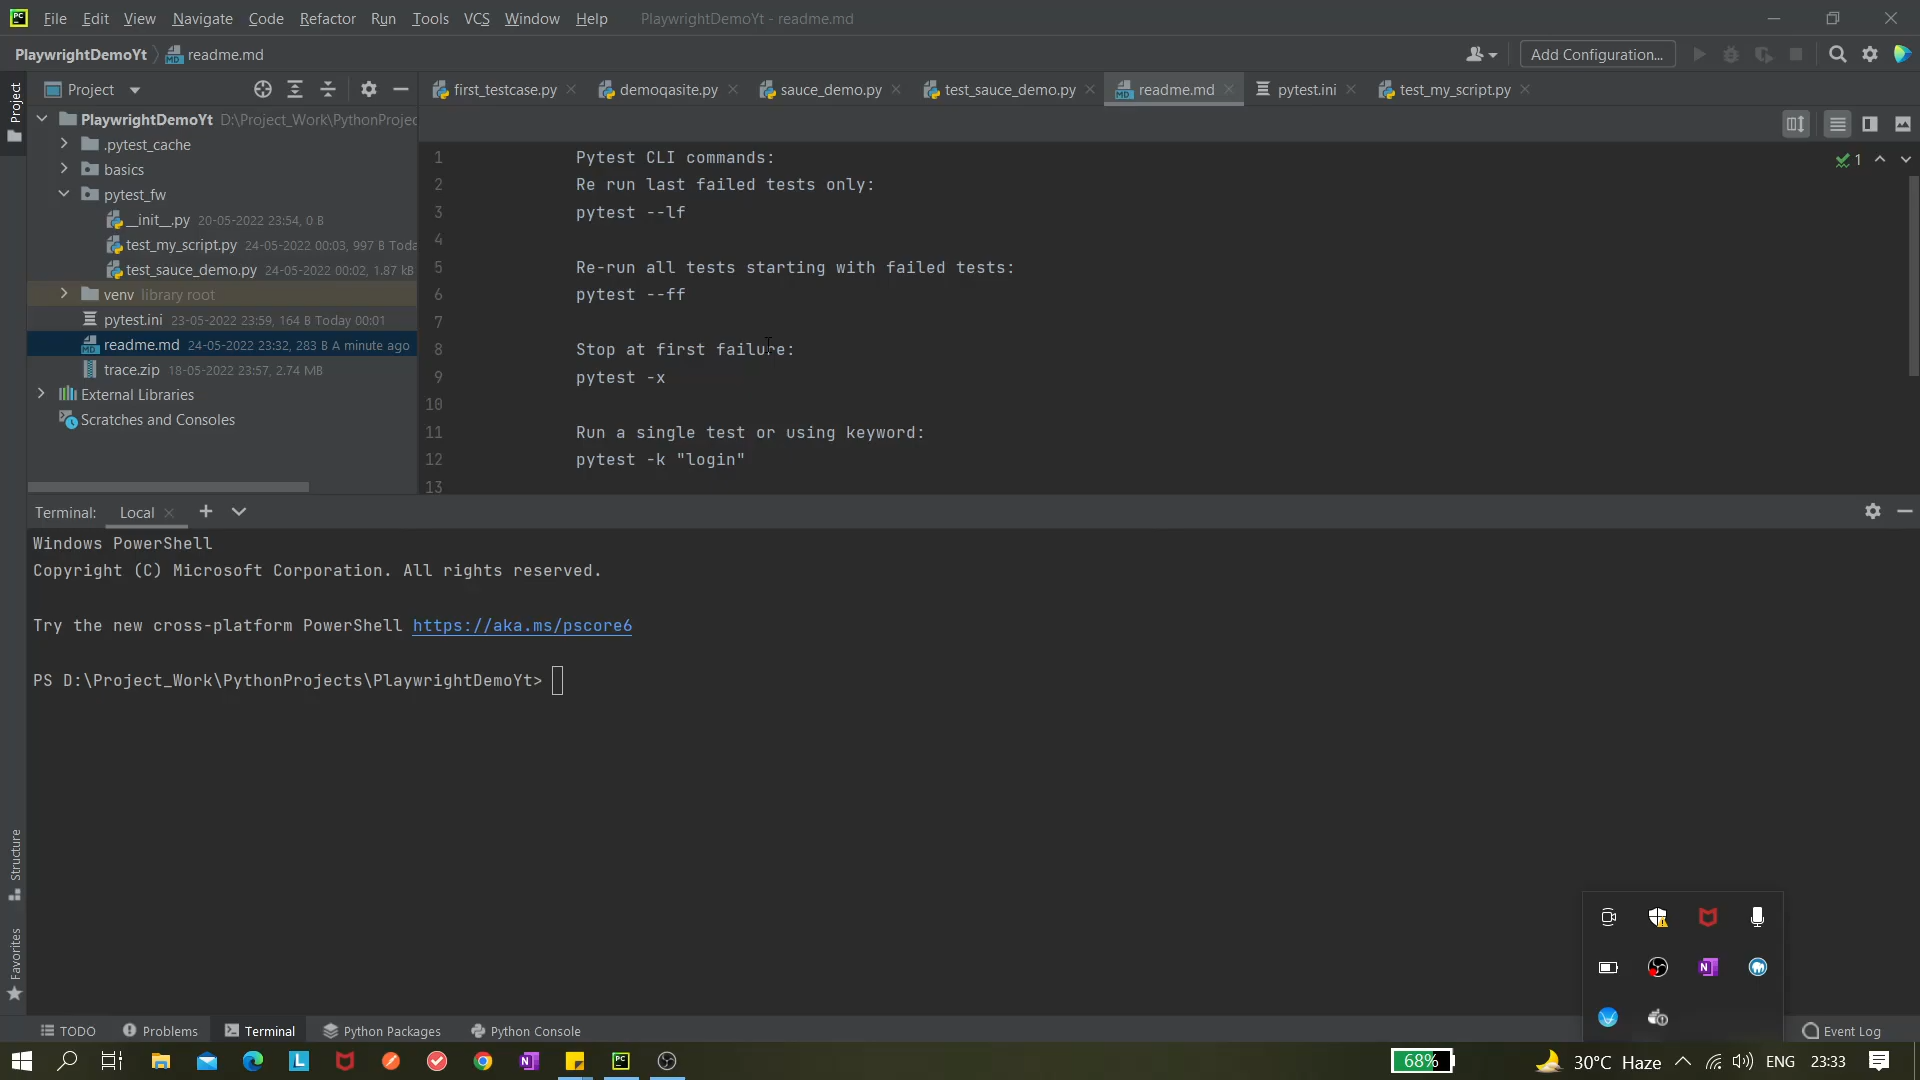 File Edit View Navigate Code Refactor Run Tools VCS Window Help PlaywrightDemoYt - readme.md
PlaywrightDemoYt readme.md Add Configuration...
Project
Project
first_testcase.py demoqasite.py sauce_demo.py test_sauce_demo.py readme.md pytest.ini test_my_script.py
PlaywrightDemoYt D:\Project_Work\PythonProjec
.pytest_cache
basics
pytest_fw
__init__.py 20-05-2022 23:54, 0 B
test_my_script.py 24-05-2022 00:03, 997 B Toda
test_sauce_demo.py 24-05-2022 00:02, 1.87 kB
venv library root
pytest.ini 23-05-2022 23:59, 164 B Today 00:01
readme.md 24-05-2022 23:32, 283 B A minute ago
trace.zip 18-05-2022 23:57, 2.74 MB
External Libraries
Scratches and Consoles
1
1 Pytest CLI commands:
2 Re run last failed tests only:
3 pytest --lf
4
5 Re-run all tests starting with failed tests:
6 pytest --ff
7
8 Stop at first failure:
9 pytest -x
10
11 Run a single test or using keyword:
12 pytest -k "login"
13
Terminal: Local
Windows PowerShell
Copyright (C) Microsoft Corporation. All rights reserved.
Try the new cross-platform PowerShell https://aka.ms/pscore6
PS D:\Project_Work\PythonProjects\PlaywrightDemoYt>
Structure
Favorites
TODO Problems Terminal Python Packages Python Console Event Log
68% 30°C Haze ENG 23:33